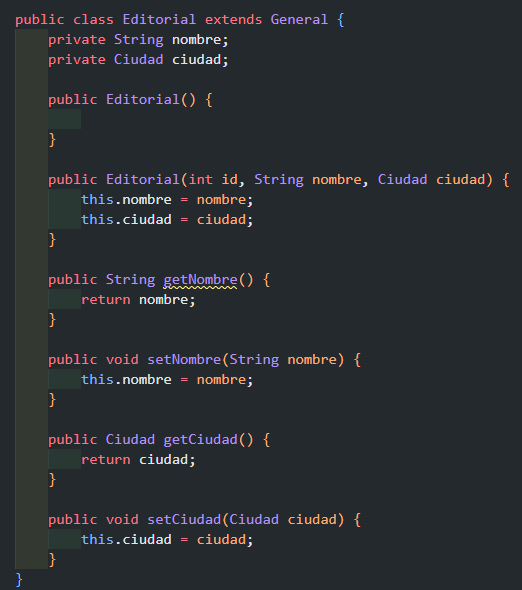 public class Editorial extends General {
    private String nombre;
    private Ciudad ciudad;

    public Editorial() {

    }

    public Editorial(int id, String nombre, Ciudad ciudad) {
        this.nombre = nombre;
        this.ciudad = ciudad;
    }

    public String getNombre() {
        return nombre;
    }

    public void setNombre(String nombre) {
        this.nombre = nombre;
    }

    public Ciudad getCiudad() {
        return ciudad;
    }

    public void setCiudad(Ciudad ciudad) {
        this.ciudad = ciudad;
    }
}